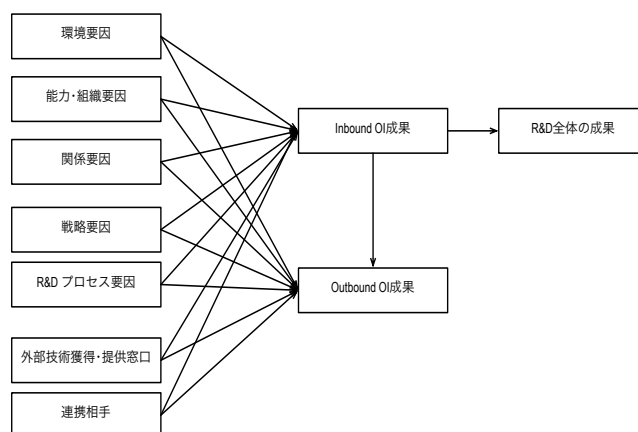 環境要因
能力・組織要因
関係要因
戦略要因
R&D プロセス要因
外部技術獲得・提供窓口
連携相手
Inbound OI成果
Outbound OI成果
R&D全体の成果